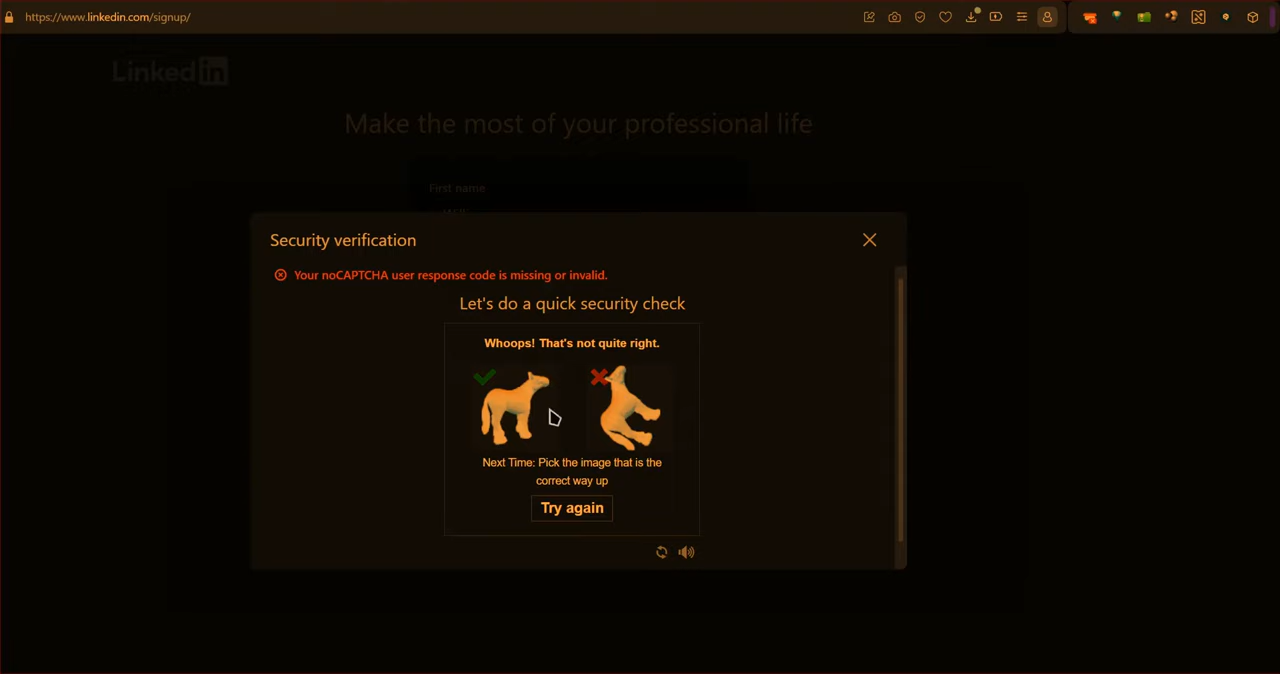 https://www.linkedin.com/signup/
Linkedin
Make the most of your professional life
First name
Security verification
Your noCAPTCHA user response code is missing or invalid.
Let's do a quick security check
Whoops! That's not quite right.
Next Time: Pick the image that is the
correct way up
Try again